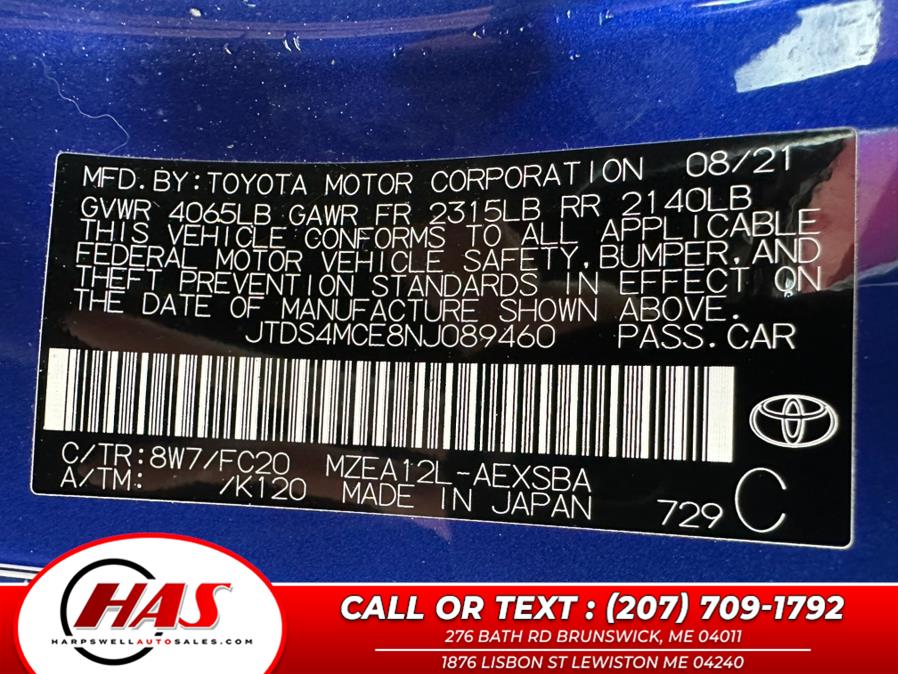 MFD.BY:TOYOTA MOTOR CORPORATION 08/21
GVWR 4065LB GAWR FR 2315LB RR 2140LB
THIS VEHICLE CONFORMS TO ALL APPLICABLE
FEDERAL MOTOR VEHICLE SAFETY,BUMPER,AND
THEFT PREVENTION STANDARDS IN EFFECT ON
THE DATE OF MANUFACTURE SHOWN ABOVE.
JTDS4MCE8NJ089460 PASS.CAR
C/TR:8W7/FC20 MZEA12L-AEXSBA
A/TM: /K120 MADE IN JAPAN
729 C
HAS
HARPSWELLAUTOSALES.COM
CALL OR TEXT : (207) 709-1792
276 BATH RD BRUNSWICK, ME 04011
1876 LISBON ST LEWISTON ME 04240